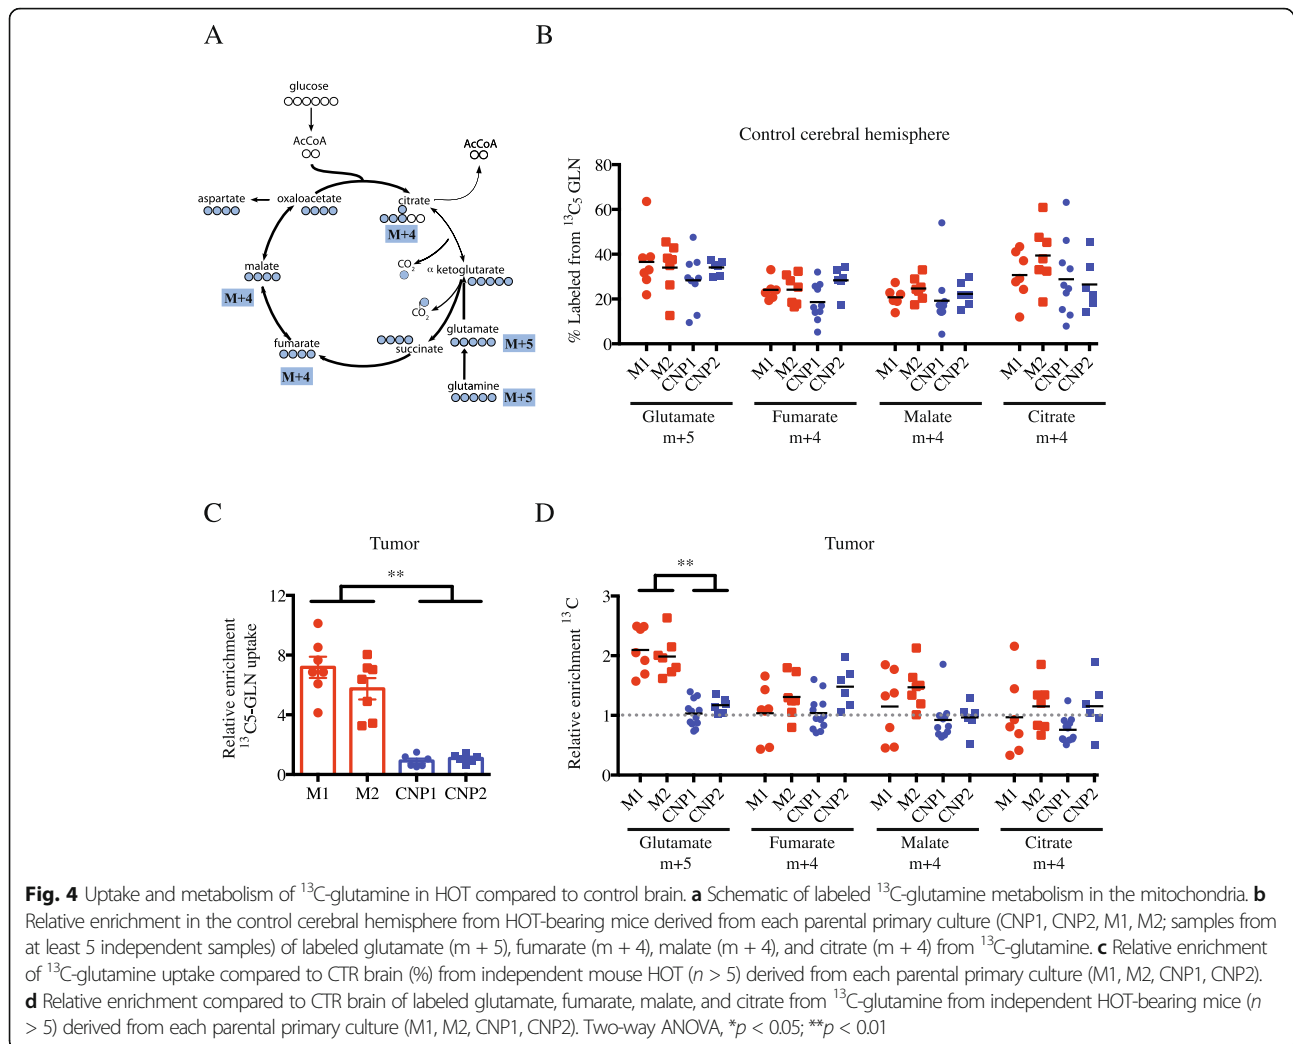 A
glucose
AcCoA
AcCoA
aspartate
oxaloacetate
citrate
M+4
CO2
malate
α ketoglutarate
M+4
CO2
glutamate
M+5
fumarate
succinate
M+4
glutamine
M+5
B
Control cerebral hemisphere
% Labeled from ¹³C₅ GLN
80
60
40
20
0
M1 M2 CNP1 CNP2 M1 M2 CNP1 CNP2 M1 M2 CNP1 CNP2 M1 M2 CNP1 CNP2
Glutamate Fumarate Malate Citrate
m+5 m+4 m+4 m+4
C
Tumor
**
Relative enrichment
¹³C5-GLN uptake
12
8
4
0
M1 M2 CNP1 CNP2
D
Tumor
**
Relative enrichment ¹³C
3
2
1
0
M1 M2 CNP1 CNP2 M1 M2 CNP1 CNP2 M1 M2 CNP1 CNP2 M1 M2 CNP1 CNP2
Glutamate Fumarate Malate Citrate
m+5 m+4 m+4 m+4
Fig. 4 Uptake and metabolism of ¹³C-glutamine in HOT compared to control brain. a Schematic of labeled ¹³C-glutamine metabolism in the mitochondria. b
Relative enrichment in the control cerebral hemisphere from HOT-bearing mice derived from each parental primary culture (CNP1, CNP2, M1, M2; samples from
at least 5 independent samples) of labeled glutamate (m + 5), fumarate (m + 4), malate (m + 4), and citrate (m + 4) from ¹³C-glutamine. c Relative enrichment
of ¹³C-glutamine uptake compared to CTR brain (%) from independent mouse HOT (n > 5) derived from each parental primary culture (M1, M2, CNP1, CNP2).
d Relative enrichment compared to CTR brain of labeled glutamate, fumarate, malate, and citrate from ¹³C-glutamine from independent HOT-bearing mice (n
> 5) derived from each parental primary culture (M1, M2, CNP1, CNP2). Two-way ANOVA, *p < 0.05; **p < 0.01